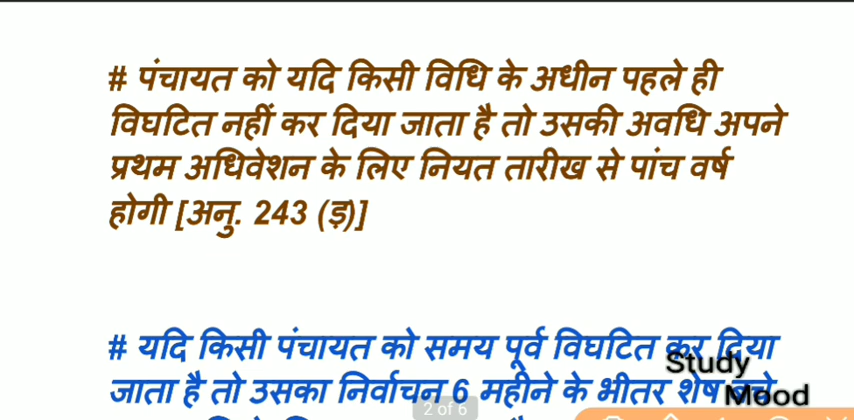 # पंचायत को यदि किसी विधि के अधीन पहले ही
विघटित नहीं कर दिया जाता है तो उसकी अवधि अपने
प्रथम अधिवेशन के लिए नियत तारीख से पांच वर्ष
होगी [अनु. 243 (ड़)]
# यदि किसी पंचायत को समय पूर्व विघटित कर दिया
जाता है तो उसका निर्वाचन 6 महीने के भीतर शेष बचे
Study
Mood
2 of 6